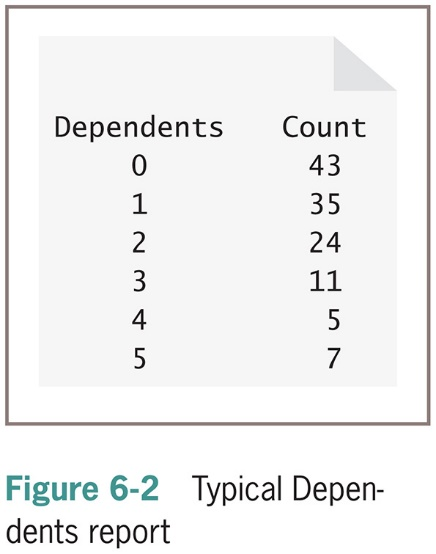 Dependents Count
0 43
1 35
2 24
3 11
4 5
5 7
Figure 6-2 Typical Depen-
dents report